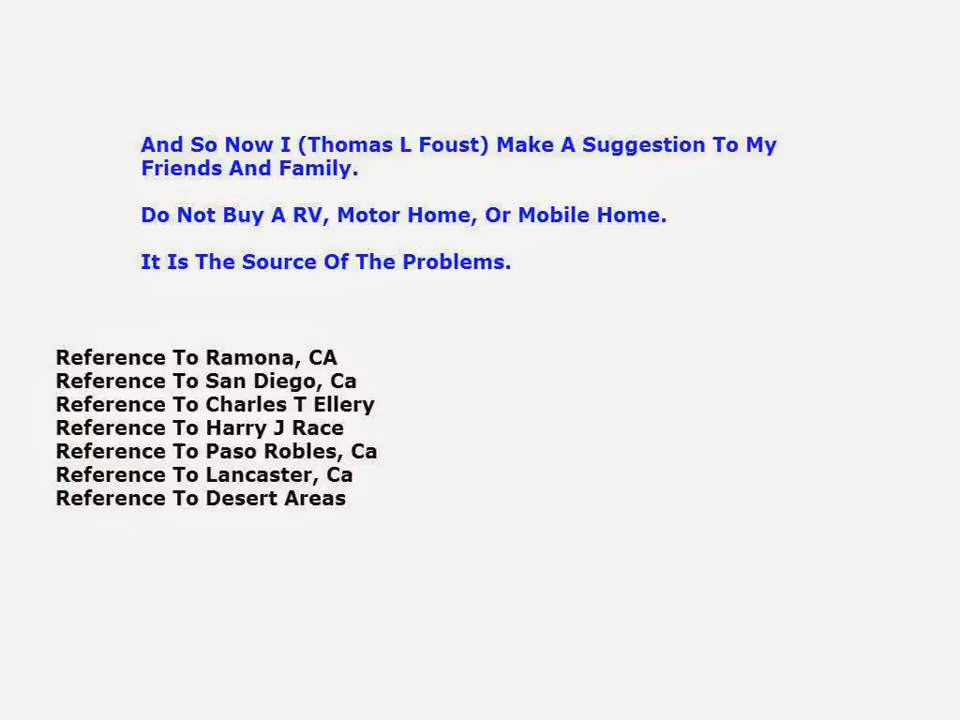 And So Now I (Thomas L Foust) Make A Suggestion To My
Friends And Family.
Do Not Buy A RV, Motor Home, Or Mobile Home.
It Is The Source Of The Problems.
Reference To Ramona, CA
Reference To San Diego, Ca
Reference To Charles T Ellery
Reference To Harry J Race
Reference To Paso Robles, Ca
Reference To Lancaster, Ca
Reference To Desert Areas